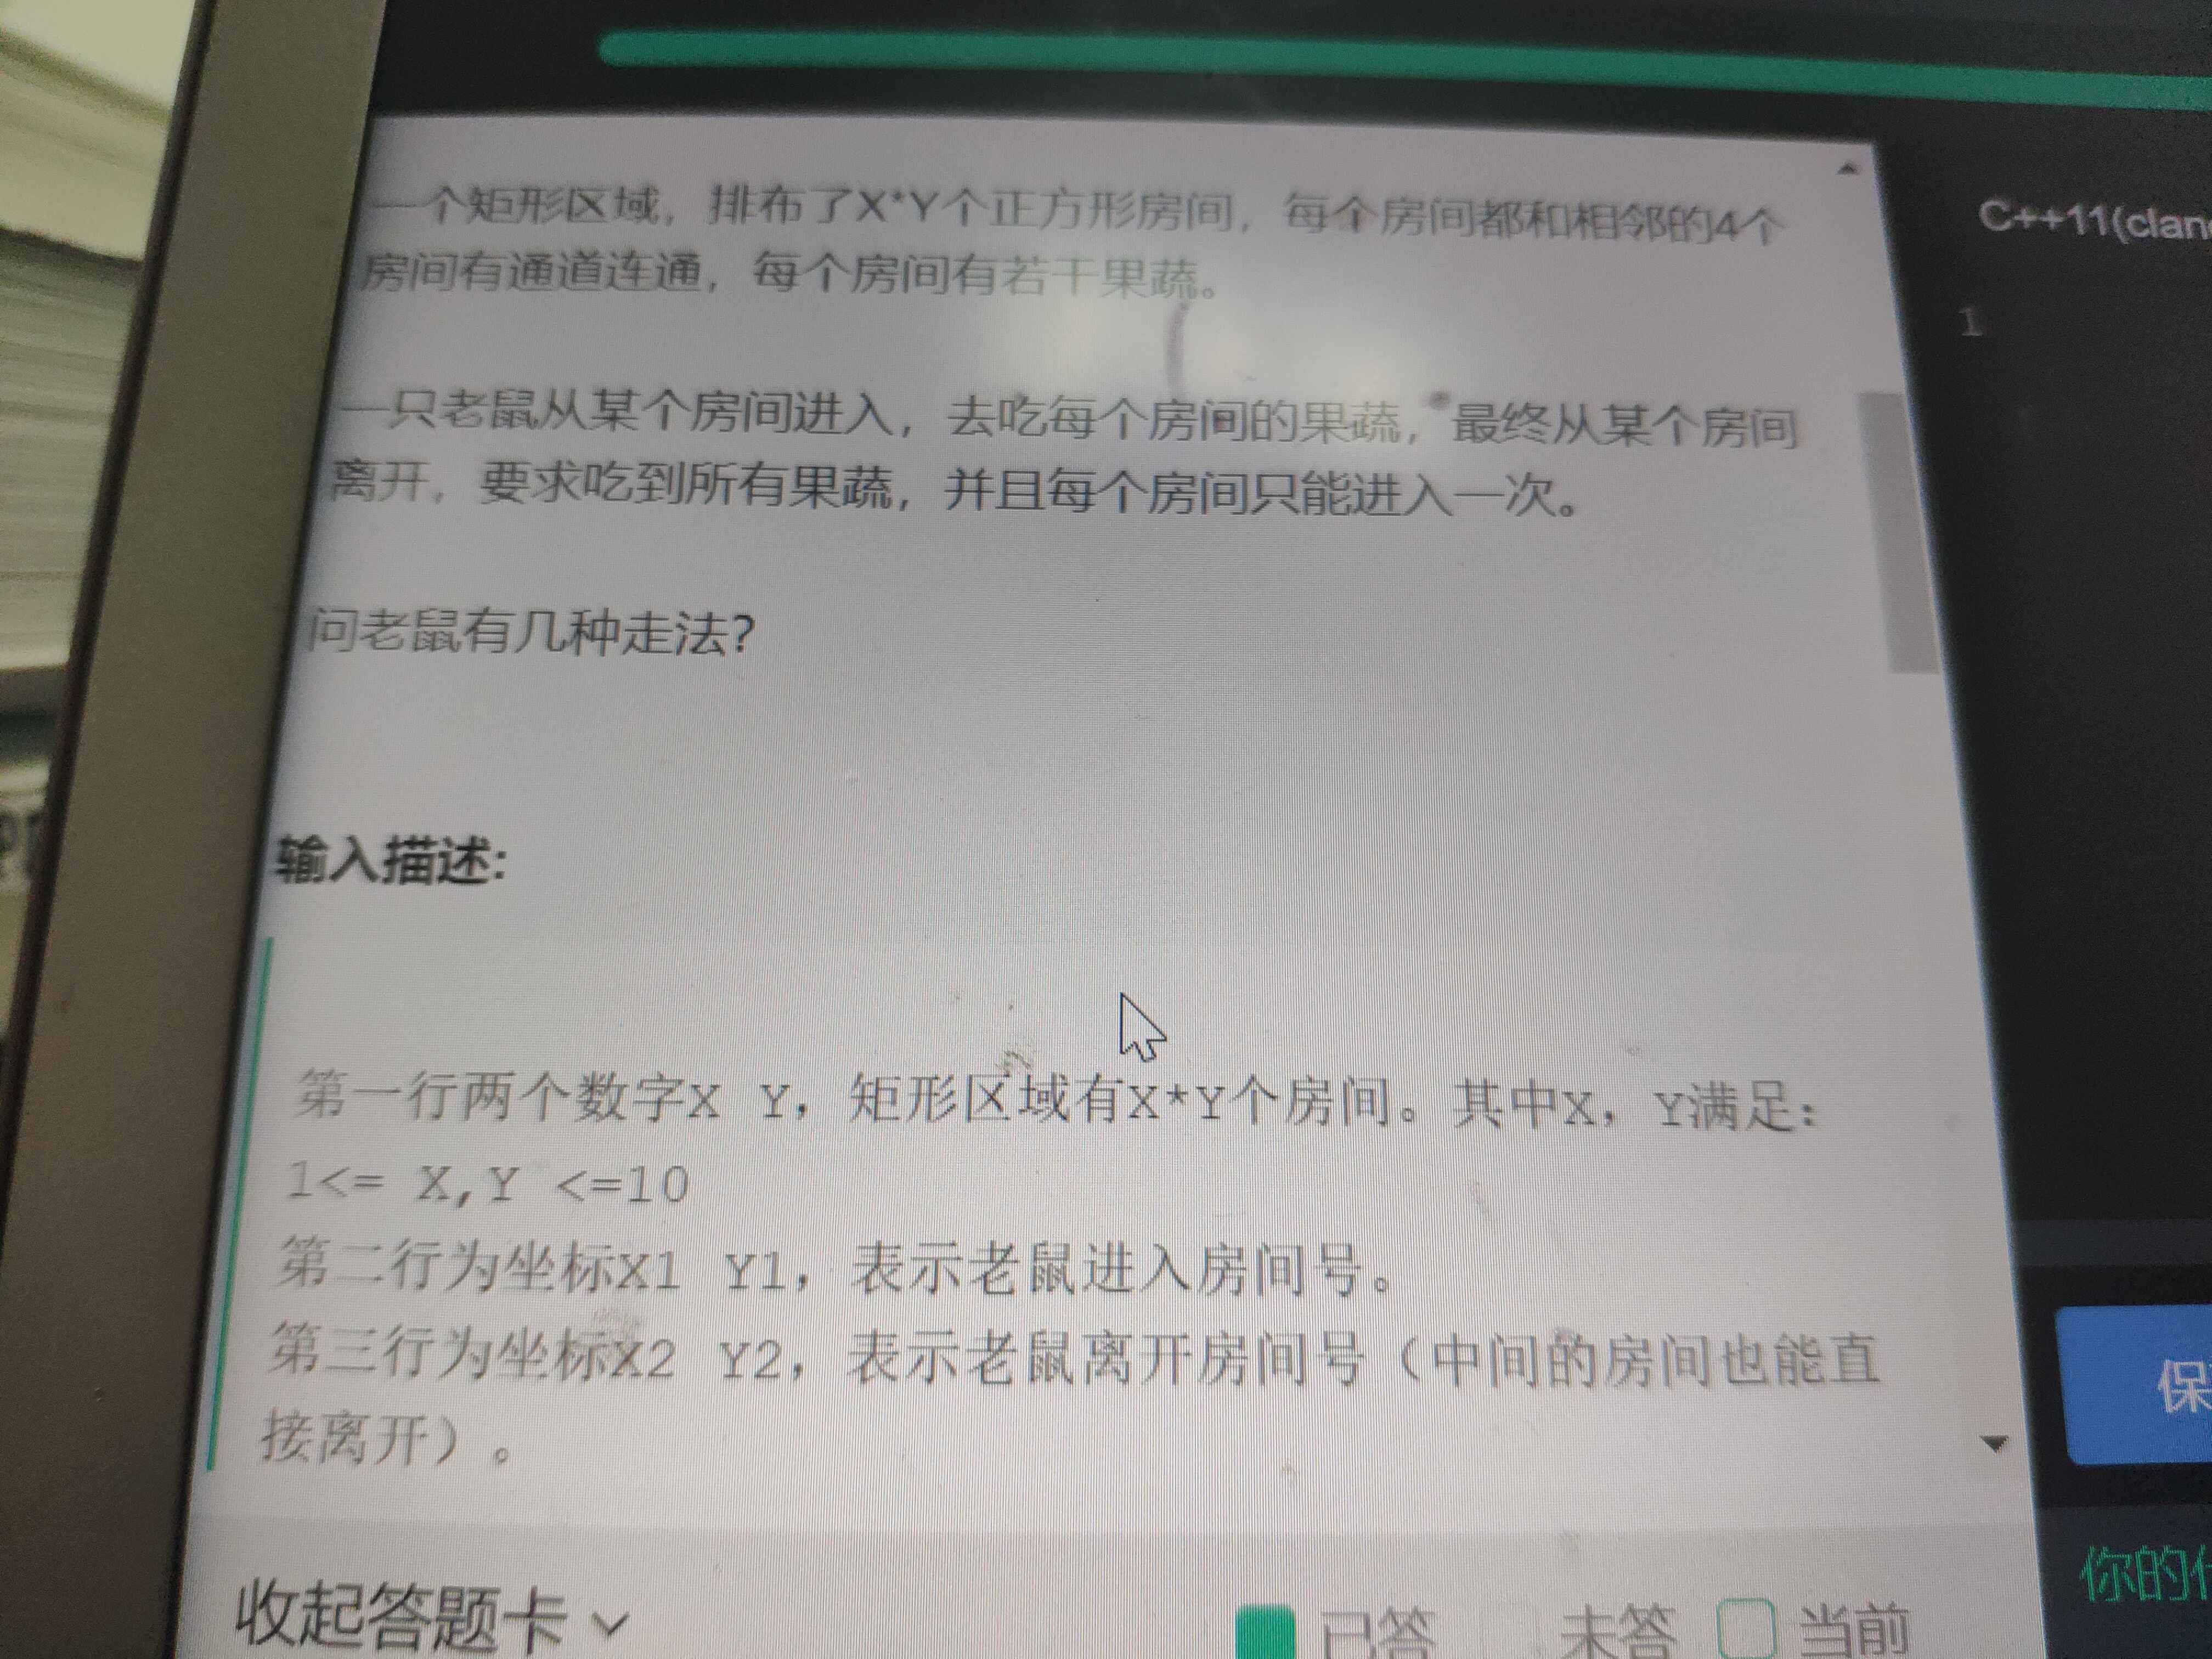 一个矩形区域，排布了X*Y个正方形房间，每个房间都和相邻的4个
房间有通道连通，每个房间有若干果蔬。
一只老鼠从某个房间进入，去吃每个房间的果蔬，最终从某个房间
离开，要求吃到所有果蔬，并且每个房间只能进入一次。
问老鼠有几种走法?
输入描述:
第一行两个数字X Y，矩形区域有X*Y个房间。其中X，Y满足：
1<= X,Y <=10
第二行为坐标X1 Y1，表示老鼠进入房间号。
第三行为坐标X2 Y2，表示老鼠离开房间号（中间的房间也能直
接离开）。
收起答题卡
已答 未答 当前
C++11(clan
1
保
你的